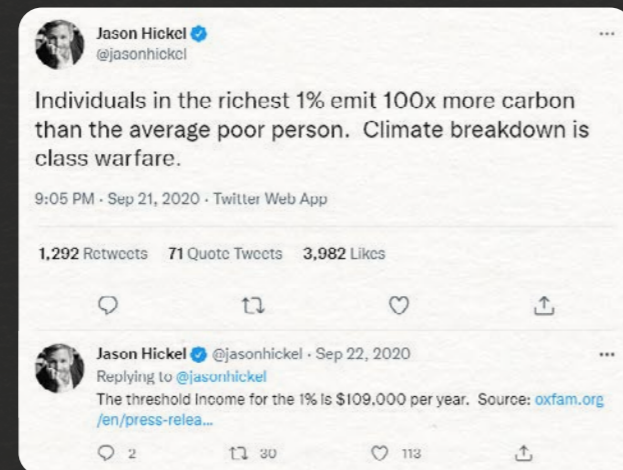 Jason Hickel
@jasonhickel
Individuals in the richest 1% emit 100x more carbon
than the average poor person. Climate breakdown is
class warfare.
9:05 PM · Sep 21, 2020 · Twitter Web App
1,292 Retweets 71 Quote Tweets 3,982 Likes
Jason Hickel @jasonhickel · Sep 22, 2020
Replying to @jasonhickel
The threshold income for the 1% is $109,000 per year. Source: oxfam.org
/en/press-relea...
2 30 113